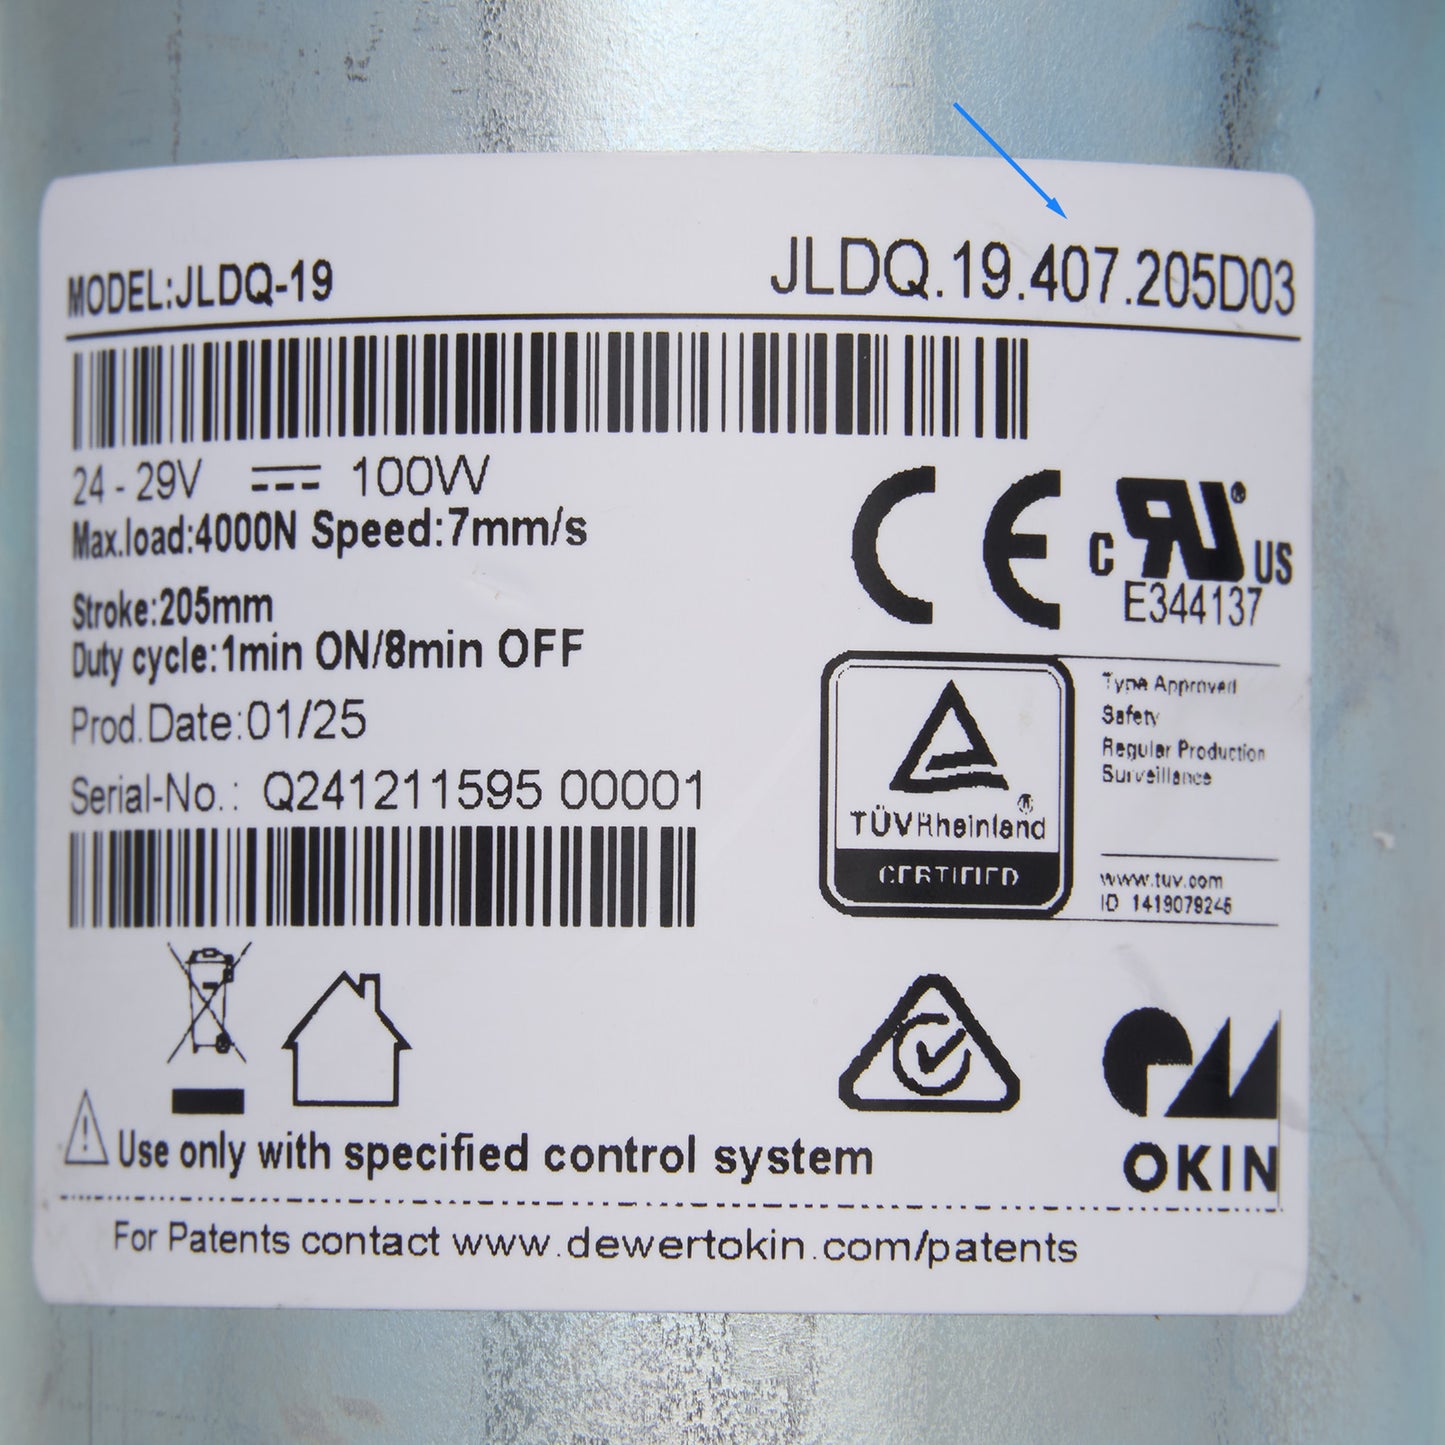 MODEL:JLDQ-19
JLDQ.19.407.205D03
24 - 29V 100W
Max.load:4000N Speed:7mm/s
Stroke:205mm
Duty cycle:1min ON/8min OFF
Prod.Date:01/25
Serial-No.: Q241211595 00001
CE
c RU® US
E344137
TÜVRheinland®
CERTIFIED
Type Approved
Safety
Regular Production
Surveillance
www.tuv.com
ID 1419079245
Use only with specified control system
OKIN
For Patents contact www.dewertokin.com/patents